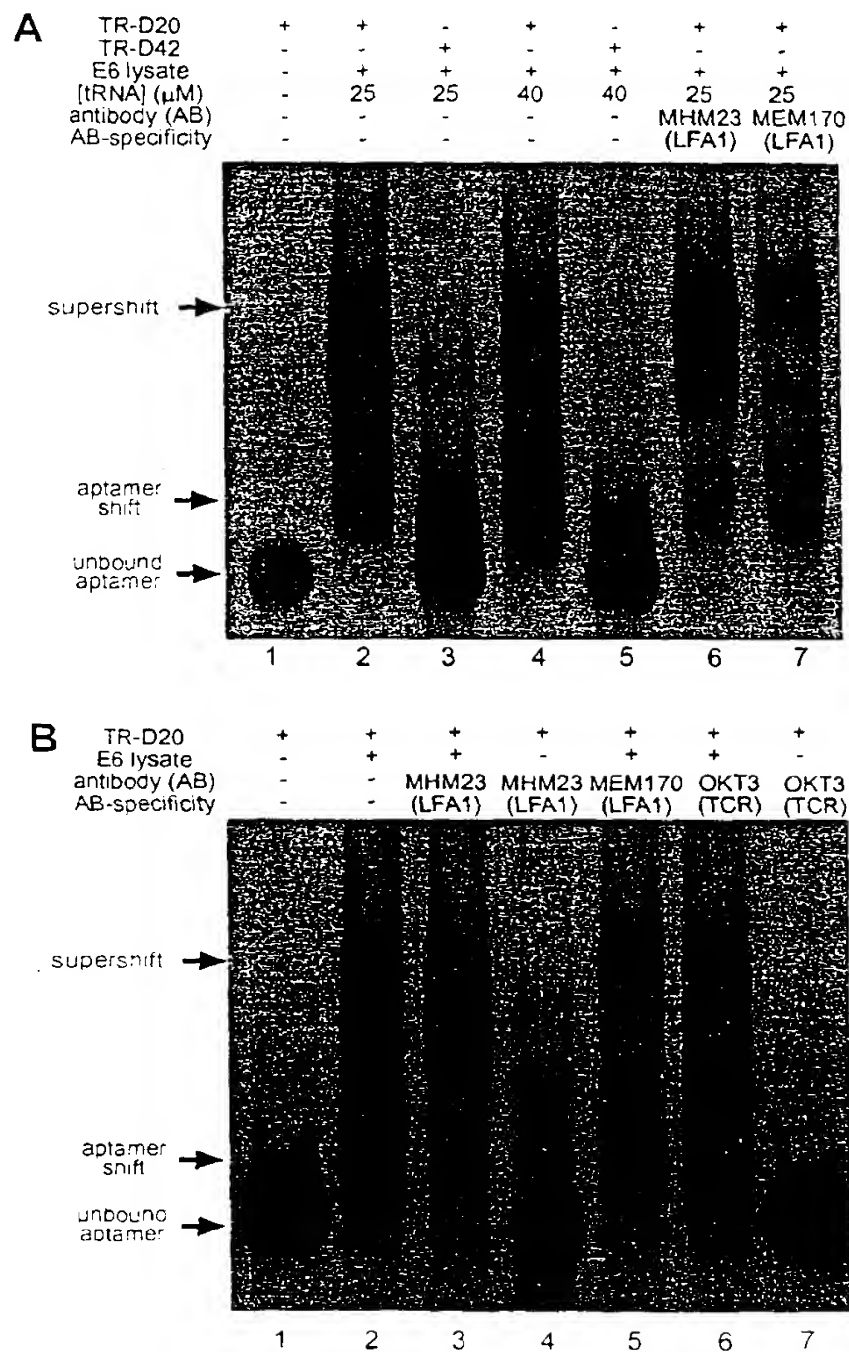 A
TR-D20 + + - + - + +
TR-D42 - - + - + - -
E6 lysate - + + + + + +
[tRNA] (µM) - 25 25 40 40 25 25
antibody (AB) - - - - - MHM23 MEM170
AB-specificity - - - - - (LFA1) (LFA1)
supershift
aptamer
shift
unbound
aptamer
1 2 3 4 5 6 7
B
TR-D20 + + + + + + +
E6 lysate - + + - + + -
antibody (AB) - - MHM23 MHM23 MEM170 OKT3 OKT3
AB-specificity - - (LFA1) (LFA1) (LFA1) (TCR) (TCR)
supershift
aptamer
shift
unbound
aptamer
1 2 3 4 5 6 7